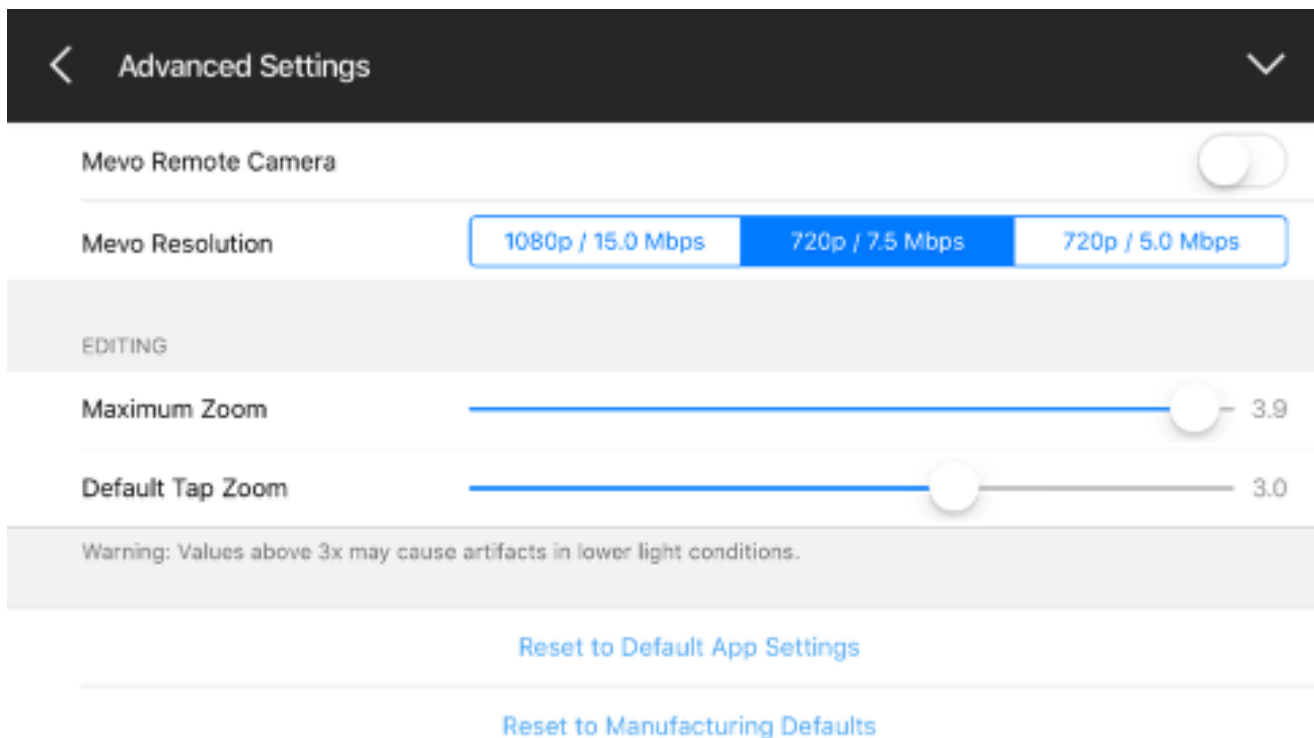 Advanced Settings
Mevo Remote Camera
Mevo Resolution 1080p / 15.0 Mbps 720p / 7.5 Mbps 720p / 5.0 Mbps
EDITING
Maximum Zoom 3.9
Default Tap Zoom 3.0
Warning: Values above 3x may cause artifacts in lower light conditions.
Reset to Default App Settings
Reset to Manufacturing Defaults